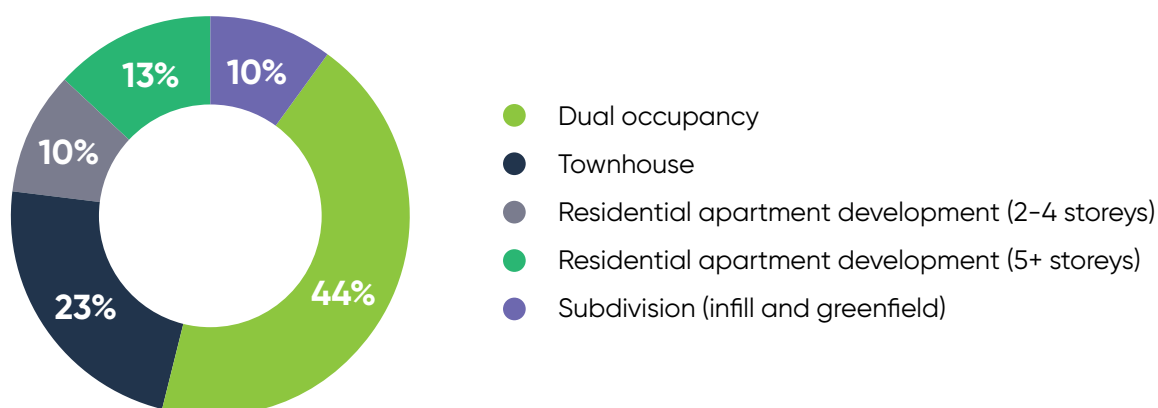 13%
10%
10%
44%
23%
Dual occupancy
Townhouse
Residential apartment development (2-4 storeys)
Residential apartment development (5+ storeys)
Subdivision (infill and greenfield)